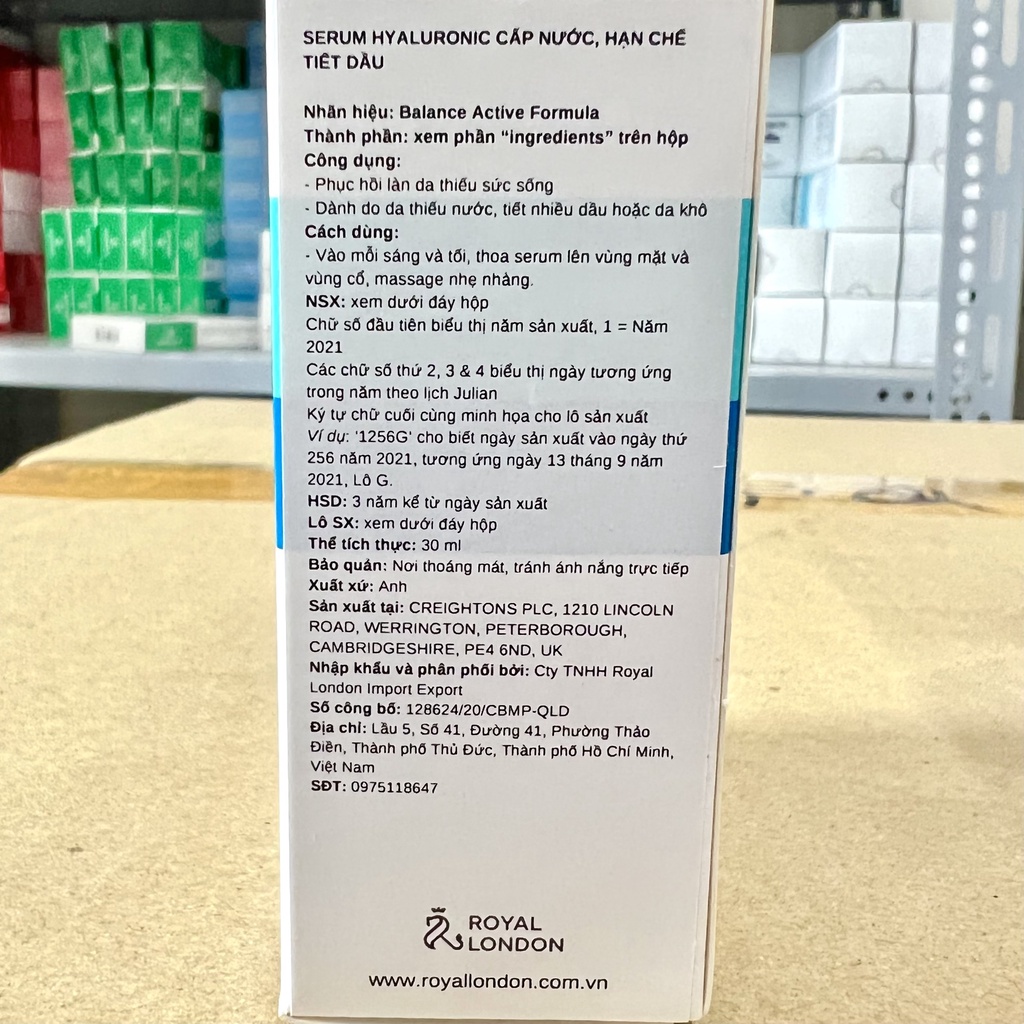 SERUM HYALURONIC CẤP NƯỚC, HẠN CHẾ
TIẾT DẦU
Nhãn hiệu: Balance Active Formula
Thành phần: xem phần “ingredients” trên hộp
Công dụng:
- Phục hồi làn da thiếu sức sống
- Dành do da thiếu nước, tiết nhiều dầu hoặc da khô
Cách dùng:
- Vào mỗi sáng và tối, thoa serum lên vùng mặt và
vùng cổ, massage nhẹ nhàng.
NSX: xem dưới đáy hộp
Chữ số đầu tiên biểu thị năm sản xuất, 1 = Năm
2021
Các chữ số thứ 2, 3 & 4 biểu thị ngày tương ứng
trong năm theo lịch Julian
Ký tự chữ cuối cùng minh họa cho lô sản xuất
Ví dụ: '1256G' cho biết ngày sản xuất vào ngày thứ
256 năm 2021, tương ứng ngày 13 tháng 9 năm
2021, Lô G.
HSD: 3 năm kể từ ngày sản xuất
Lô SX: xem dưới đáy hộp
Thể tích thực: 30 ml
Bảo quản: Nơi thoáng mát, tránh ánh nắng trực tiếp
Xuất xứ: Anh
Sản xuất tại: CREIGHTONS PLC, 1210 LINCOLN
ROAD, WERRINGTON, PETERBOROUGH,
CAMBRIDGESHIRE, PE4 6ND, UK
Nhập khẩu và phân phối bởi: Cty TNHH Royal
London Import Export
Số công bố: 128624/20/CBMP-QLD
Địa chỉ: Lầu 5, Số 41, Đường 41, Phường Thảo
Điền, Thành phố Thủ Đức, Thành phố Hồ Chí Minh,
Việt Nam
SĐT: 0975118647
ROYAL
LONDON
www.royallondon.com.vn